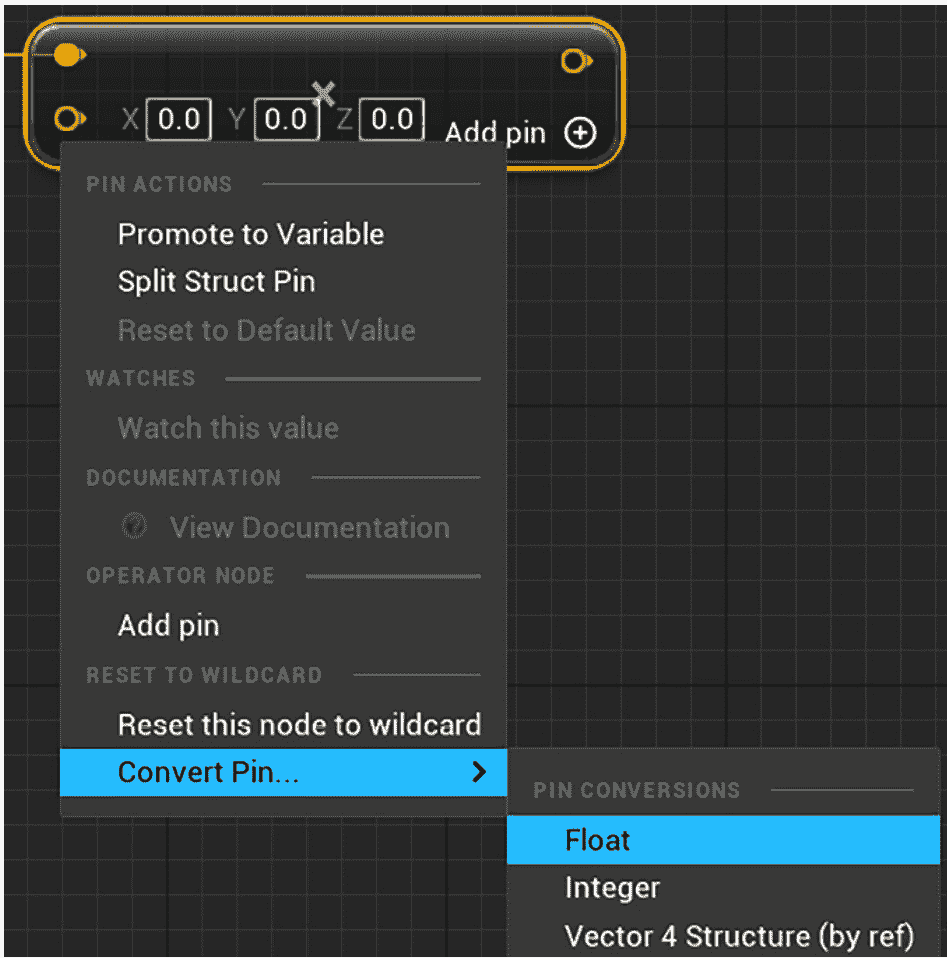 X 0.0 Y 0.0 Z 0.0 Add pin
PIN ACTIONS
Promote to Variable
Split Struct Pin
Reset to Default Value
WATCHES
Watch this value
DOCUMENTATION
View Documentation
OPERATOR NODE
Add pin
RESET TO WILDCARD
Reset this node to wildcard
Convert Pin...
PIN CONVERSIONS
Float
Integer
Vector 4 Structure (by ref)